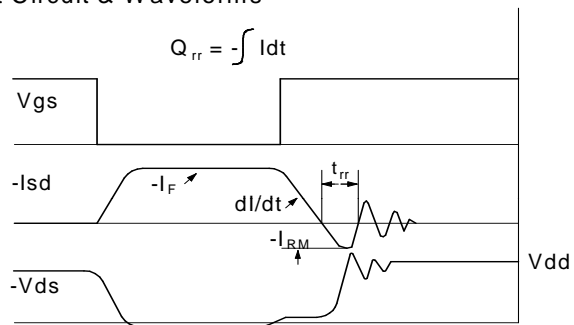 Circuit & Waveforms
Q rr = -∫ Idt
Vgs
t rr
-Isd
-I F
dI/dt
-I RM
Vdd
-Vds